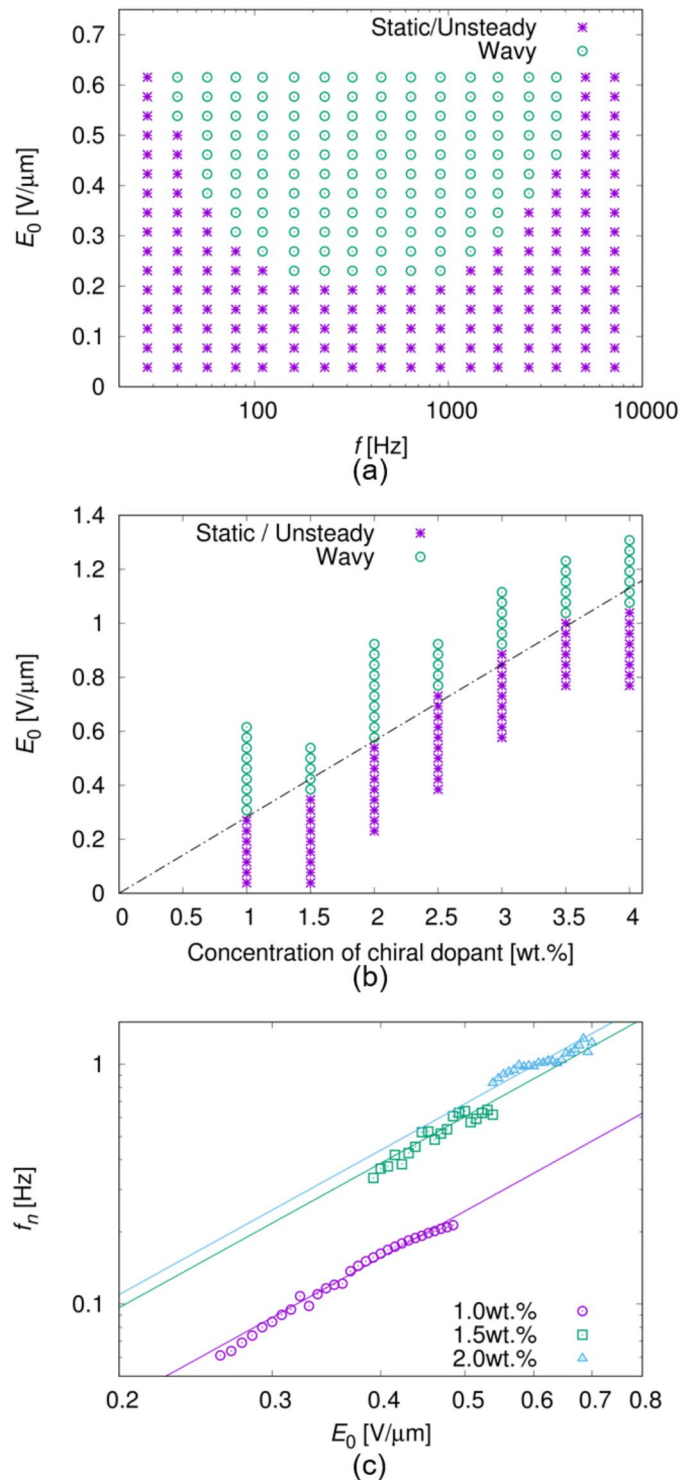 Static/Unsteady
Wavy
0.7
0.6
0.5
0.4
0.3
0.2
0.1
0
E0 [V/μm]
100 1000 10000
f [Hz]
(a)
Static / Unsteady
Wavy
1.4
1.2
1
0.8
0.6
0.4
0.2
0
E0 [V/μm]
0 0.5 1 1.5 2 2.5 3 3.5 4
Concentration of chiral dopant [wt.%]
(b)
1
0.1
fn [Hz]
1.0wt.%
1.5wt.%
2.0wt.%
0.2 0.3 0.4 0.5 0.6 0.7 0.8
E0 [V/μm]
(c)